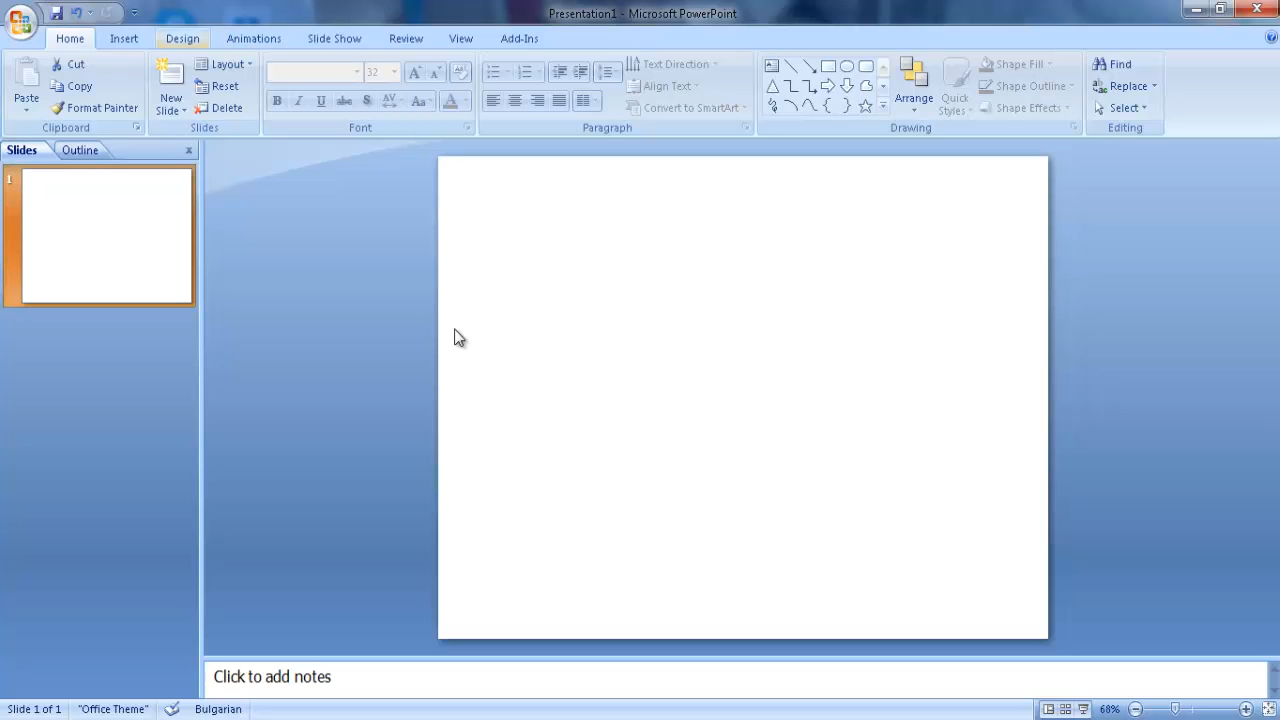 Presentation1 - Microsoft PowerPoint
Home Insert Design Animations Slide Show Review View Add-Ins
Paste Cut Copy Format Painter
Clipboard
New Slide Layout Reset Delete
Slides
32
B I U abc S AV Aa A
Font
Text Direction
Align Text
Convert to SmartArt
Paragraph
Arrange Quick Styles
Shape Fill
Shape Outline
Shape Effects
Drawing
Find
Replace
Select
Editing
Slides Outline
1
Click to add notes
Slide 1 of 1 "Office Theme" Bulgarian 68%